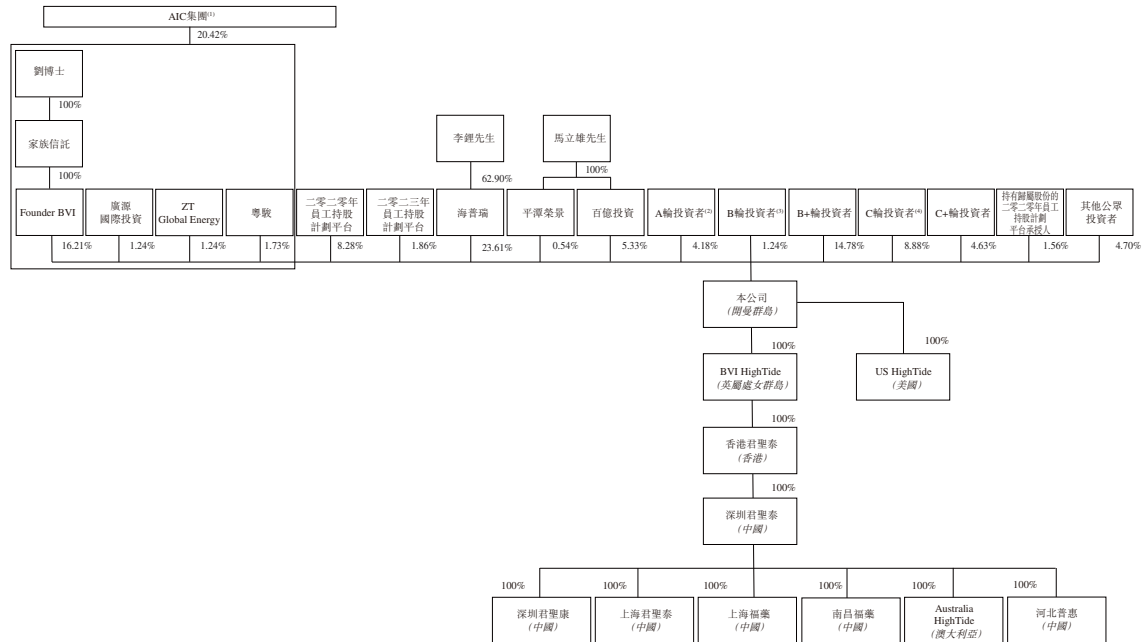 AIC集團(1)
20.42%
劉博士
100%
家族信託
100%
李鋰先生
62.90%
馬立雄先生
100%
Founder BVI
廣源
國際投資
ZT
Global Energy
粵駿
二零二零年
員工持股
計劃平台
二零二三年
員工持股
計劃平台
海普瑞
平潭榮景
百億投資
A輪投資者(2)
B輪投資者(3)
B+輪投資者
C輪投資者(4)
C+輪投資者
持有歸屬股份的
二零二零年員工
持股計劃
平台承授人
其他公眾
投資者
16.21%
1.24%
1.24%
1.73%
8.28%
1.86%
23.61%
0.54%
5.33%
4.18%
1.24%
14.78%
8.88%
4.63%
1.56%
4.70%
本公司
(開曼群島)
100%
100%
BVI HighTide
(英屬處女群島)
US HighTide
(美國)
100%
香港君聖泰
(香港)
100%
深圳君聖泰
(中國)
100%
100%
100%
100%
100%
100%
深圳君聖康
(中國)
上海君聖泰
(中國)
上海福藥
(中國)
南昌福藥
(中國)
Australia
HighTide
(澳大利亞)
河北普惠
(中國)